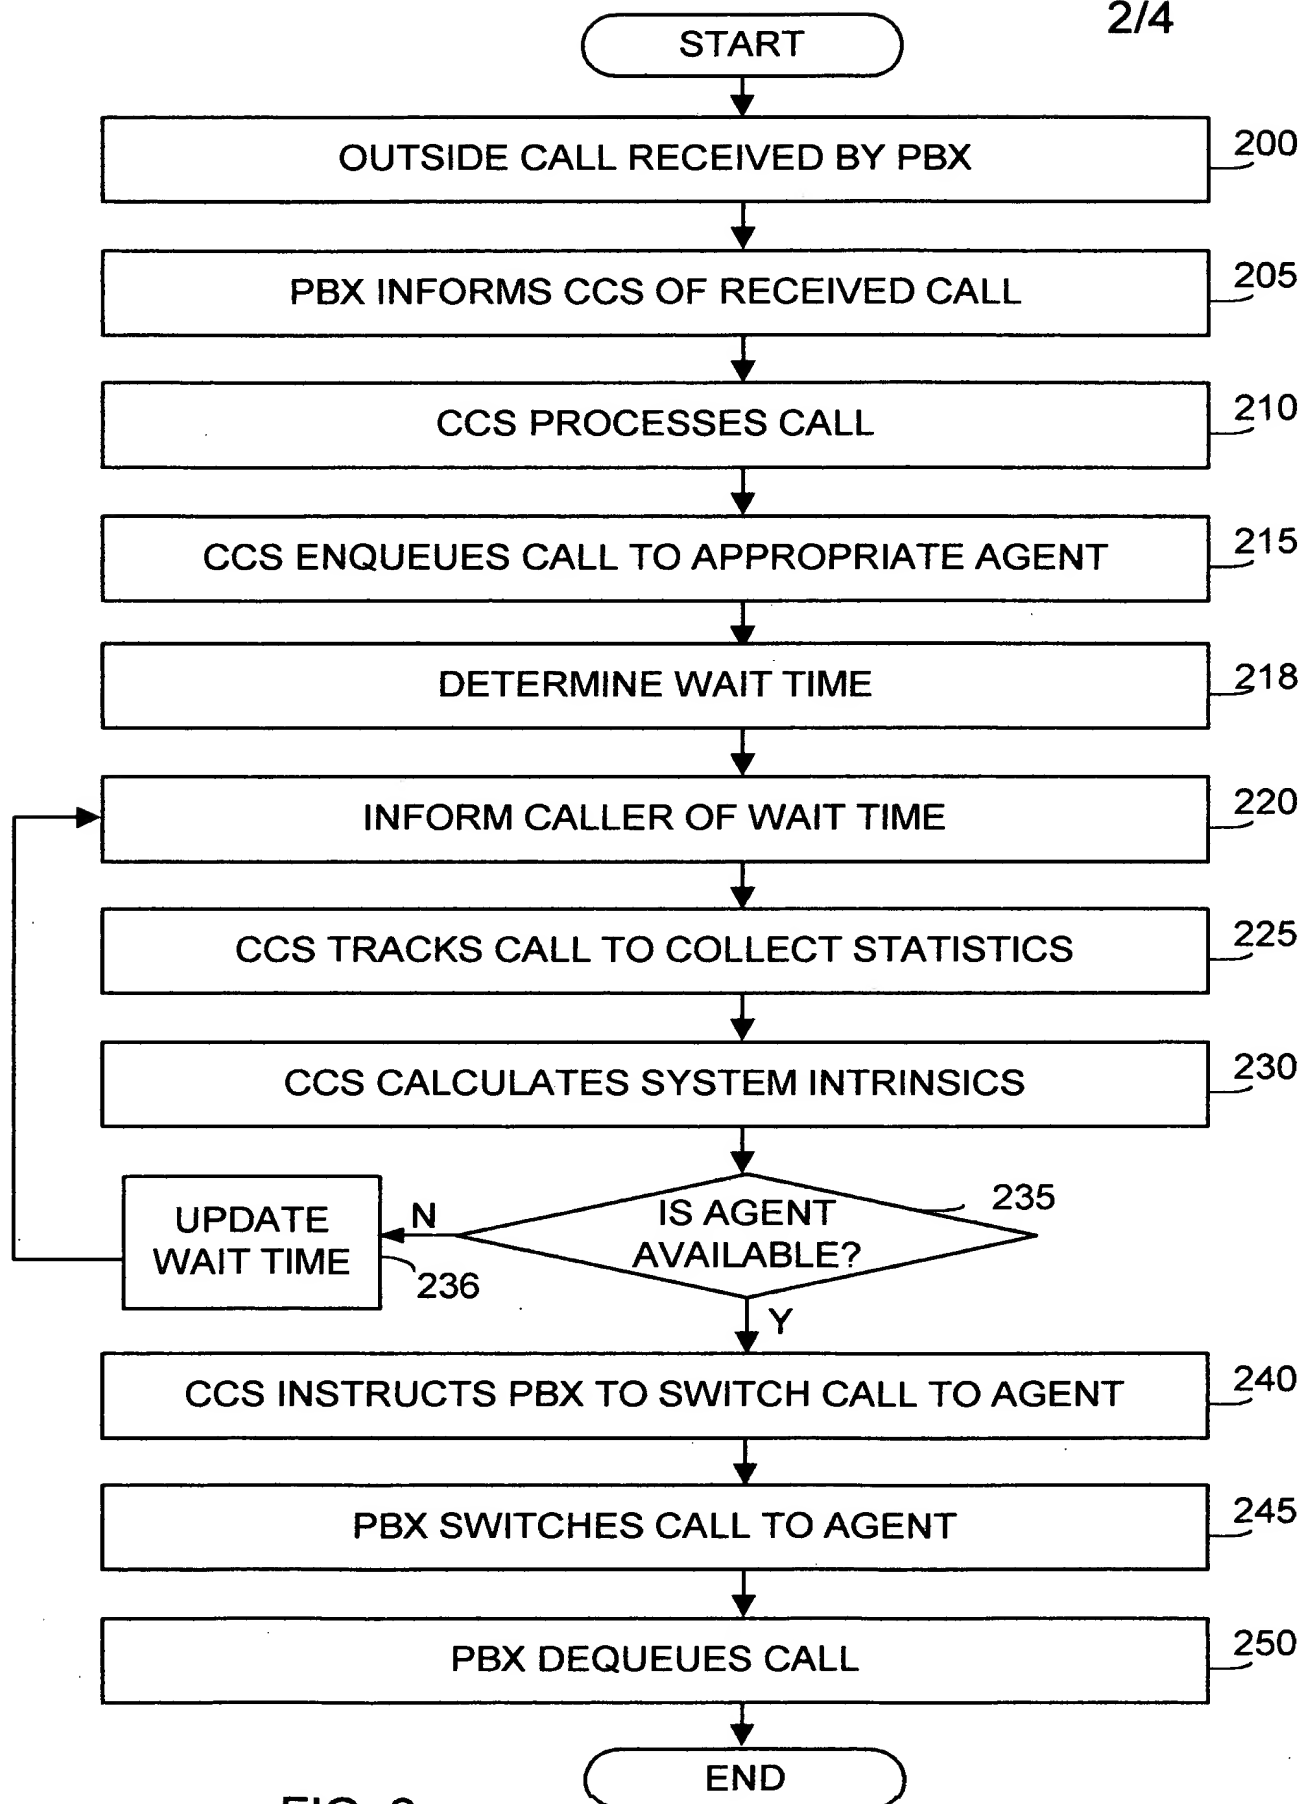 2/4
START
OUTSIDE CALL RECEIVED BY PBX
200
PBX INFORMS CCS OF RECEIVED CALL
205
CCS PROCESSES CALL
210
CCS ENQUEUES CALL TO APPROPRIATE AGENT
215
DETERMINE WAIT TIME
218
INFORM CALLER OF WAIT TIME
220
CCS TRACKS CALL TO COLLECT STATISTICS
225
CCS CALCULATES SYSTEM INTRINSICS
230
IS AGENT
AVAILABLE?
235
N
UPDATE
WAIT TIME
236
Y
CCS INSTRUCTS PBX TO SWITCH CALL TO AGENT
240
PBX SWITCHES CALL TO AGENT
245
PBX DEQUEUES CALL
250
END
FIG.